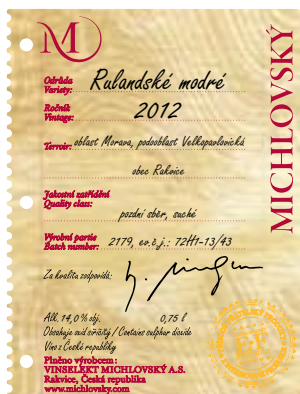 M
MICHLOVSKÝ
Odrůda
Variety:
Rulandské modré
Ročník
Vintage:
2012
Terroir: oblast Morava, podoblast Velkopavlovická
obec Rakvice
Jakostní zatřídění
Quality class:
pozdní sběr, suché
Výrobní partie
Batch number:
2179, ev.č.j.: 72H1-13/43
Za kvalitu zodpovídá:
Alk. 14,0% obj. 0,75 l
Obsahuje oxid siřičitý / Contains sulphur dioxide
Víno z České republiky
Plněno výrobcem:
VINSELEKT MICHLOVSKÝ A.S.
Rakvice, Česká republika
www.michlovsky.com